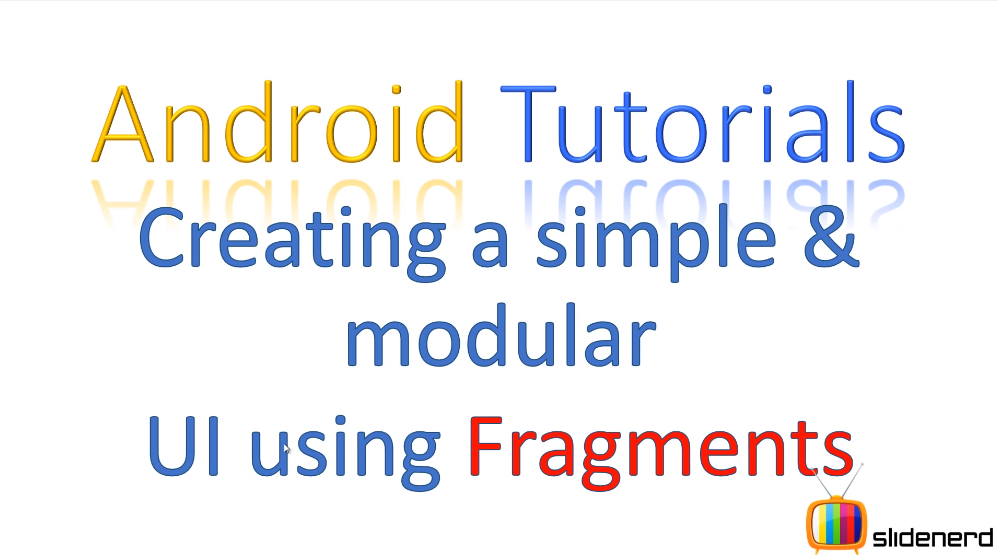 Android Tutorials
Creating a simple &
modular
UI using Fragments
slidenerd